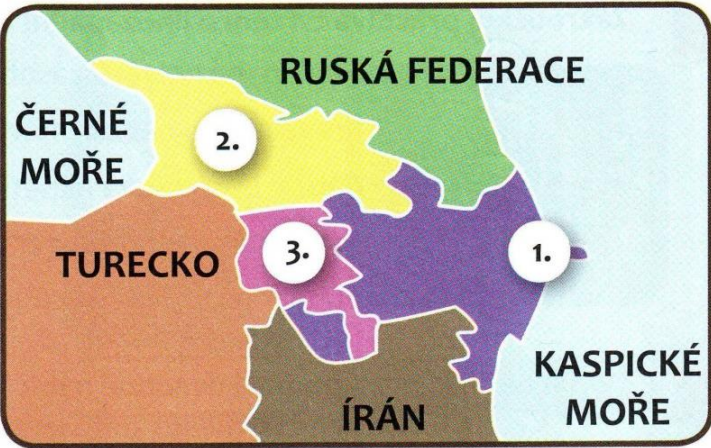 RUSKÁ FEDERACE
ČERNÉ
MOŘE
2.
TURECKO
3.
1.
KASPICKÉ
MOŘE
ÍRÁN